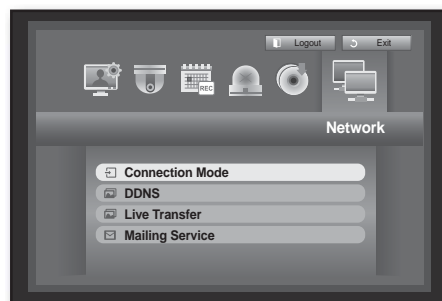 Logout Exit
REC
Network
Connection Mode
DDNS
Live Transfer
Mailing Service